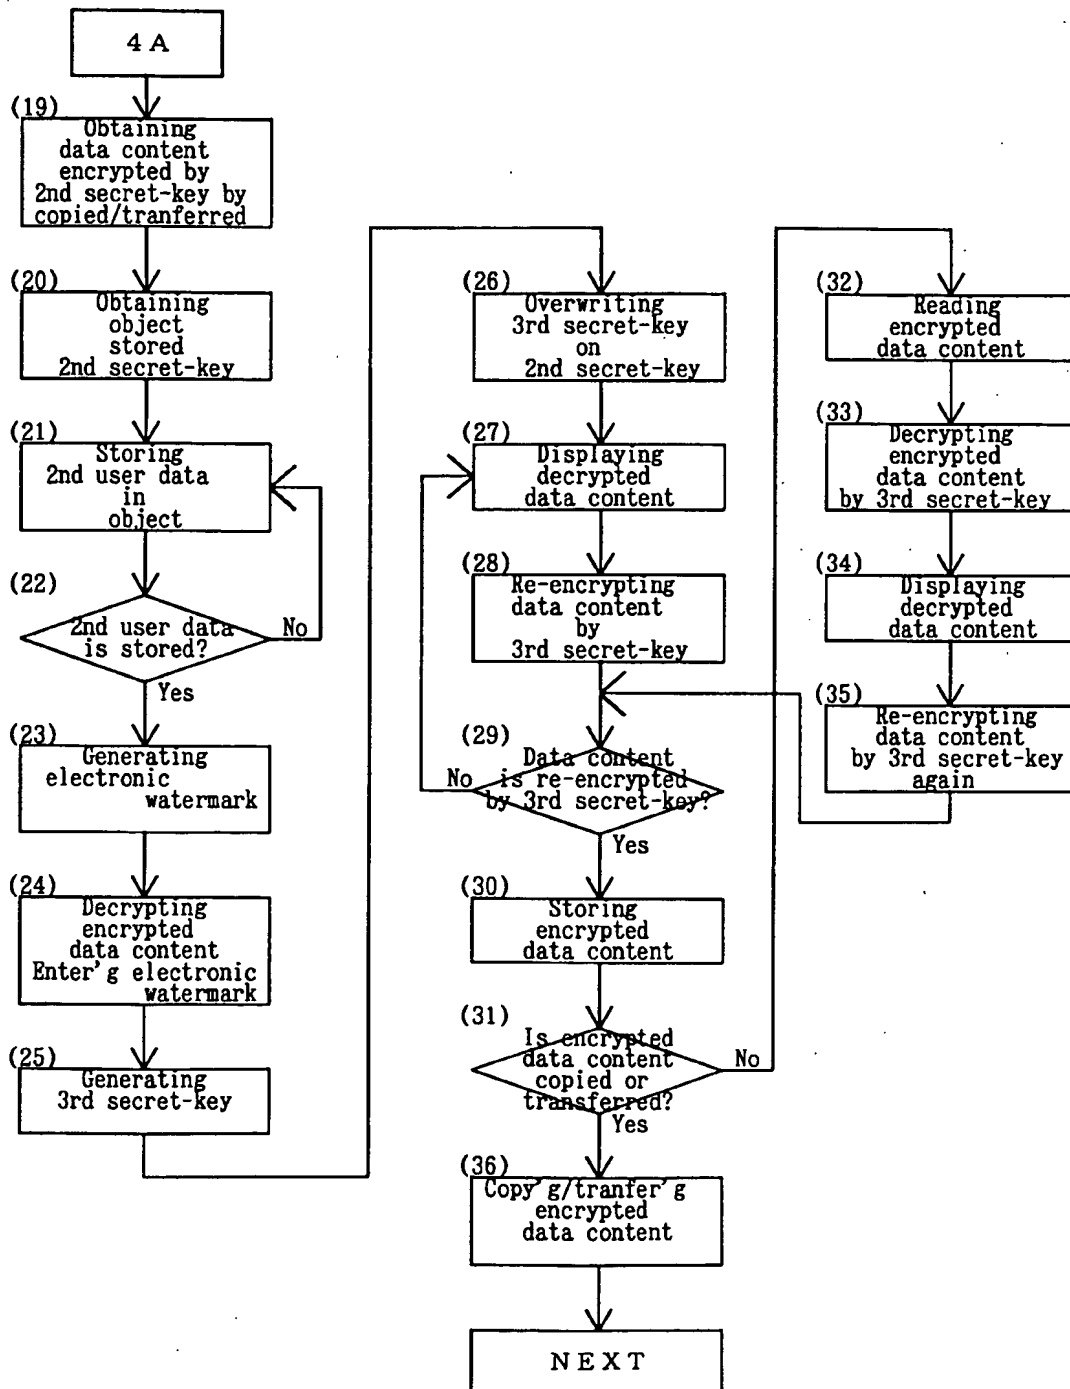 4 A
(19)
Obtaining
data content
encrypted by
2nd secret-key by
copied/tranferred
(20)
Obtaining
object
stored
2nd secret-key
(21)
Storing
2nd user data
in
object
(22)
2nd user data
is stored?
No
Yes
(23)
Generating
electronic
watermark
(24)
Decrypting
encrypted
data content
Enter'g electronic
watermark
(25)
Generating
3rd secret-key
(26)
Overwriting
3rd secret-key
on
2nd secret-key
(27)
Displaying
decrypted
data content
(28)
Re-encrypting
data content
by
3rd secret-key
(29)
Data content
is re-encrypted
by 3rd secret-key?
No
Yes
(30)
Storing
encrypted
data content
(31)
Is encrypted
data content
copied or
transferred?
No
Yes
(32)
Reading
encrypted
data content
(33)
Decrypting
encrypted
data content
by 3rd secret-key
(34)
Displaying
decrypted
data content
(35)
Re-encrypting
data content
by 3rd secret-key
again
(36)
Copy'g/tranfer'g
encrypted
data content
NEXT